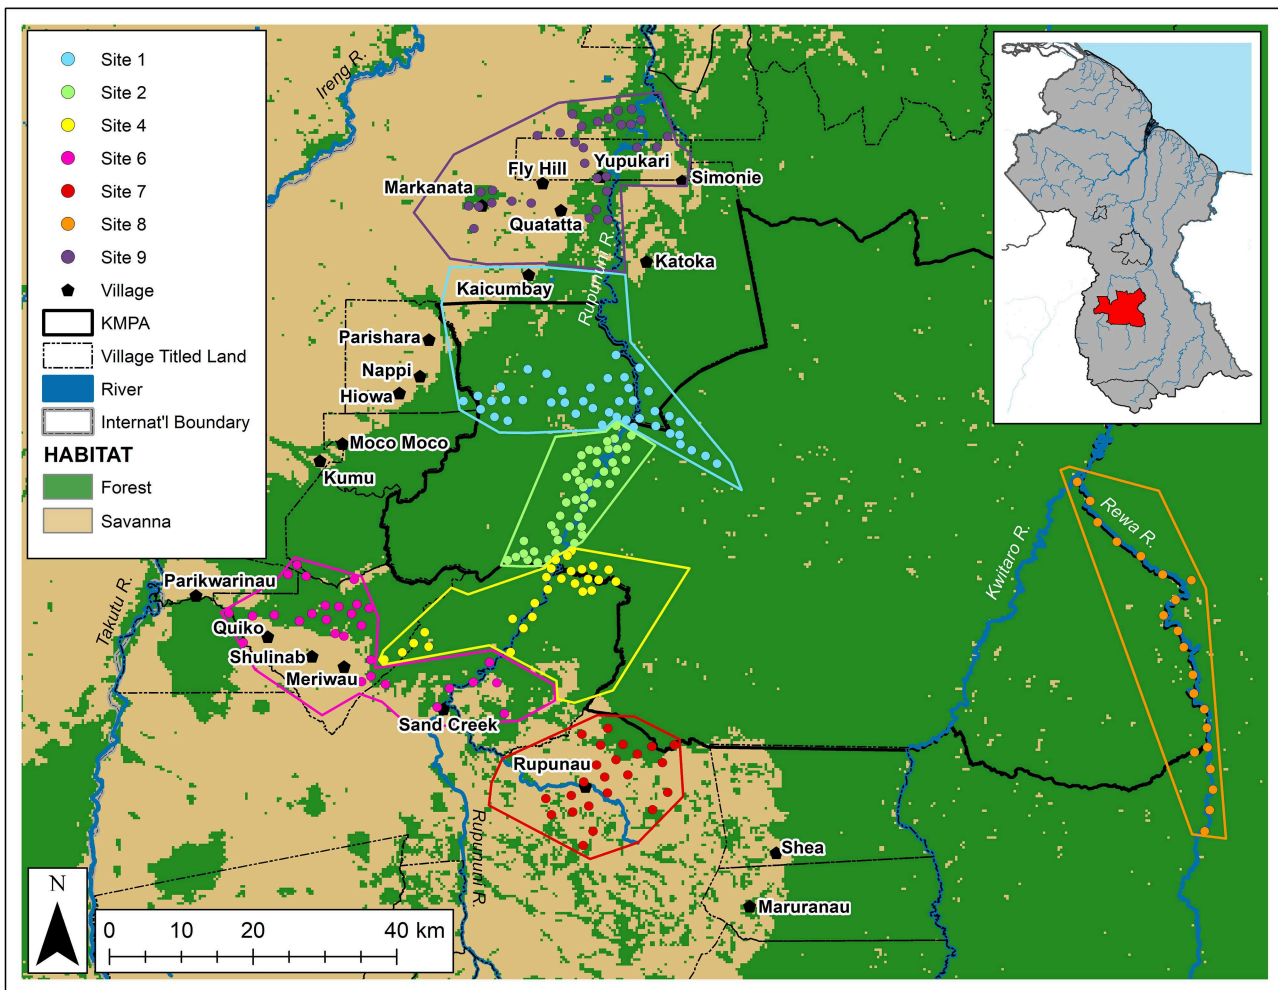 Site 1
Site 2
Site 4
Site 6
Site 7
Site 8
Site 9
Village
KMPA
Village Titled Land
River
Internat'l Boundary
HABITAT
Forest
Savanna
Ireng R.
Yupukari
Fly Hill
Simonie
Markanata
Quatatta
Rupununi R.
Katoka
Kaicumbay
Parishara
Nappi
Hiowa
Moco Moco
Kumu
Rewa R.
Kwitaro R.
Takutu R.
Parikwarinau
Quiko
Shulinab
Meriwau
Sand Creek
Rupunau
Rupununi R
Shea
Maruranau
N
0 10 20 40 km